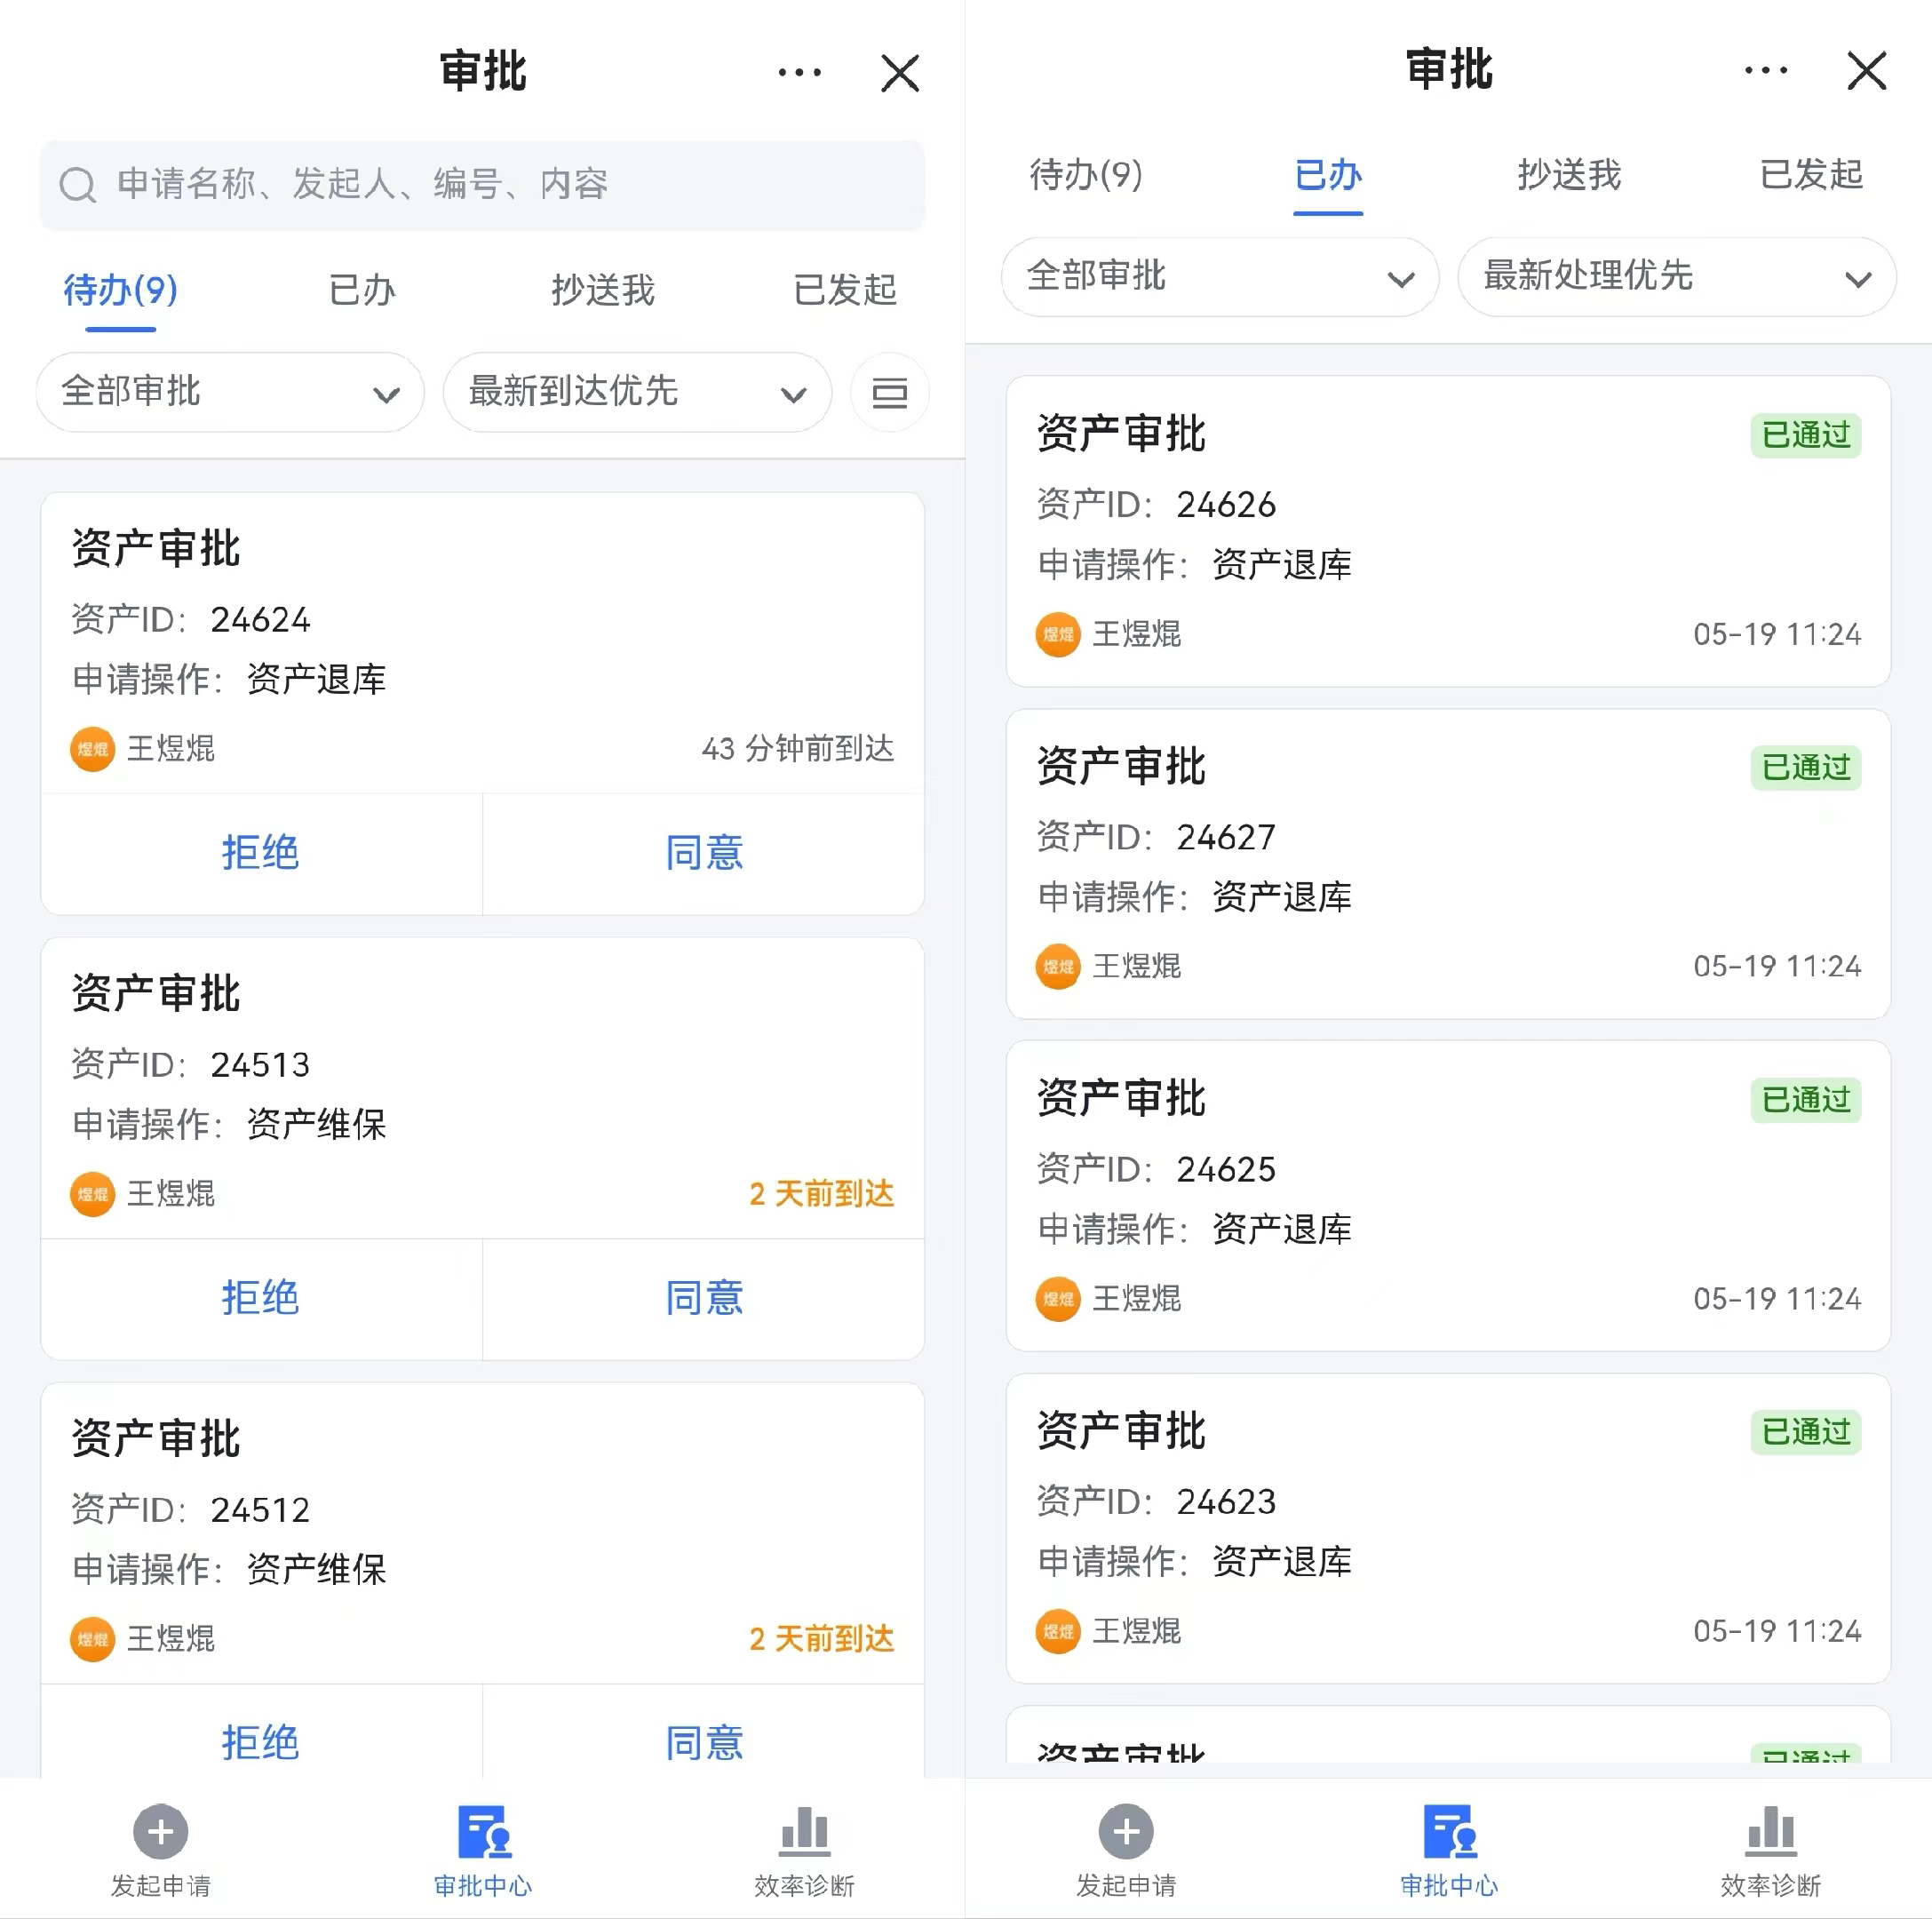 审批
申请名称、发起人、编号、内容
待办(9)
已办
抄送我
已发起
全部审批
最新到达优先
资产审批
资产ID： 24624
申请操作： 资产退库
煜焜 王煜焜
43 分钟前到达
拒绝
同意
资产审批
资产ID： 24513
申请操作： 资产维保
煜焜 王煜焜
2 天前到达
拒绝
同意
资产审批
资产ID： 24512
申请操作： 资产维保
煜焜 王煜焜
2 天前到达
拒绝
同意
发起申请
审批中心
效率诊断
审批
待办(9)
已办
抄送我
已发起
全部审批
最新处理优先
资产审批
已通过
资产ID： 24626
申请操作： 资产退库
煜焜 王煜焜
05-19 11:24
资产审批
已通过
资产ID： 24627
申请操作： 资产退库
煜焜 王煜焜
05-19 11:24
资产审批
已通过
资产ID： 24625
申请操作： 资产退库
煜焜 王煜焜
05-19 11:24
资产审批
已通过
资产ID： 24623
申请操作： 资产退库
煜焜 王煜焜
05-19 11:24
资产审批
已通过
发起申请
审批中心
效率诊断